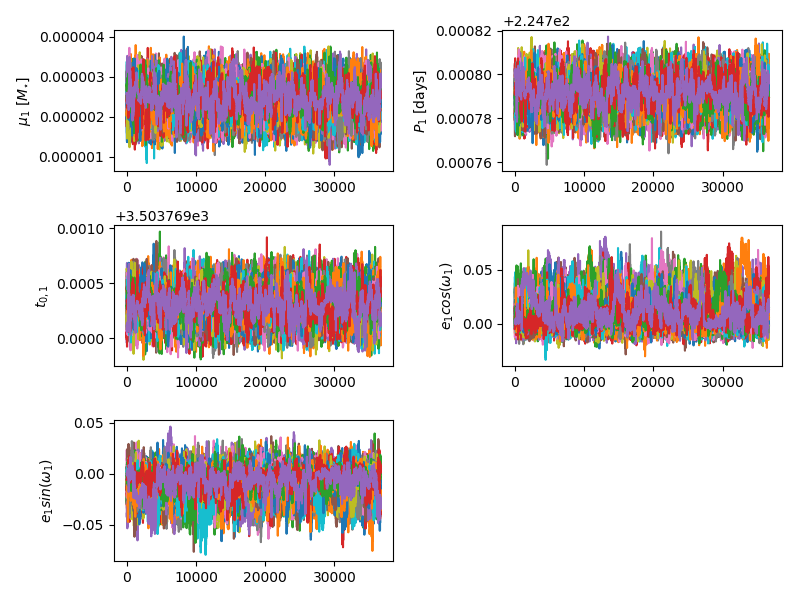 0.000004
0.000003
0.000002
0.000001
μ₁ [M⋆]
0 10000 20000 30000
+2.247e2
0.00082
0.00080
0.00078
0.00076
P₁ [days]
0 10000 20000 30000
+3.503769e3
0.0010
0.0005
0.0000
t₀,₁
0 10000 20000 30000
0.05
0.00
e₁cos(ω₁)
0 10000 20000 30000
0.05
0.00
−0.05
e₁sin(ω₁)
0 10000 20000 30000